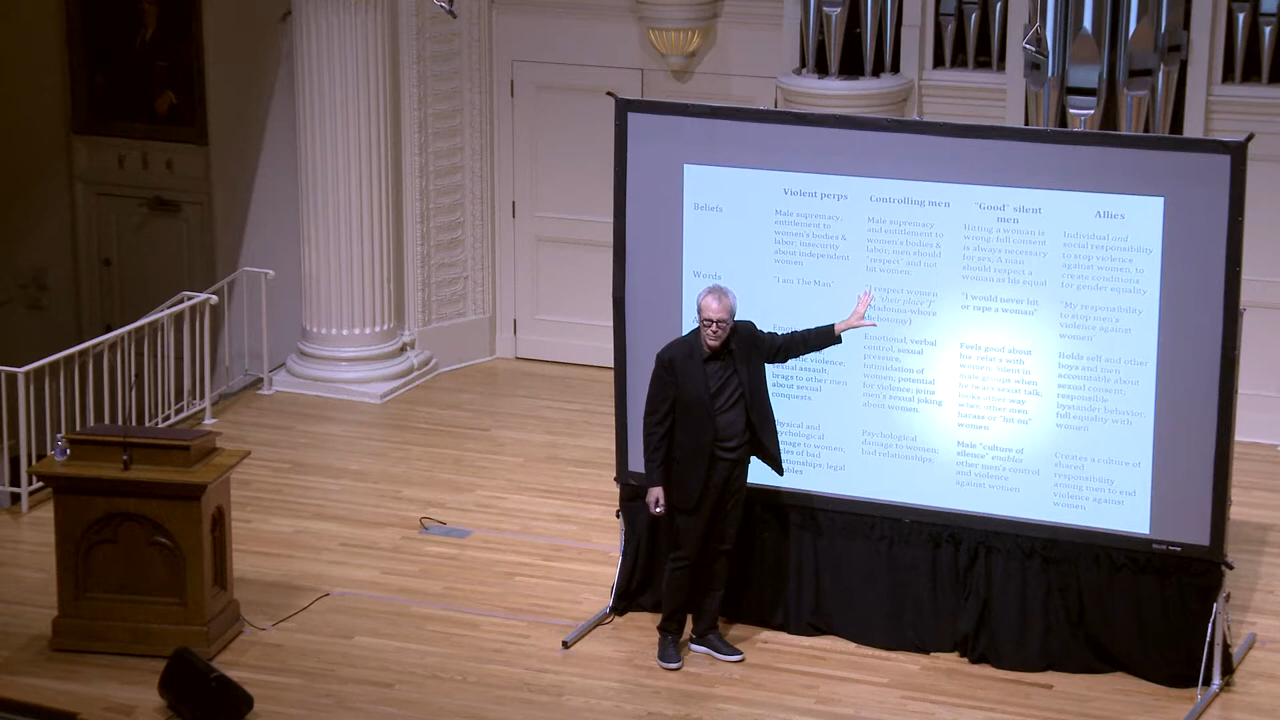 Violent perps
Controlling men
"Good" silent
men
Allies
Beliefs
Male supremacy,
entitlement to
women's bodies &
labor; insecurity
about independent
women
Male supremacy
and entitlement to
women's bodies &
labor; men should
"respect" and not
hit women;
Hitting a woman is
wrong; full consent
is always necessary
for sex, A man
should respect a
woman as his equal
Individual and
social responsibility
to stop violence
against women, to
create conditions
for gender equality
Words
"I am The Man"
respect women
"their place"]"
Madonna-whore
dichotomy)
"I would never hit
or rape a woman"
"My responsibility
to stop men's
violence against
women"
violence;
sexual assault,
brags to other men
about sexual
conquests.
Emotional, verbal
control, sexual
pressure,
intimidation of
women; potential
for violence; joins
men's sexual joking
about women.
Feels good about
his relat's with
women. Silent in
male groups when
he hears sexist talk;
looks other way
when other men
harass or "hit on"
women
Holds self and other
boys and men
accountable about
sexual consent;
responsible
bystander behavior,
full equality with
women
to women;
of bad
legal
Psychological
damage to women;
bad relationships;
Male "culture of
silence" enables
other men's control
and violence
against women
Creates a culture of
shared
responsibility
among men to end
violence against
women